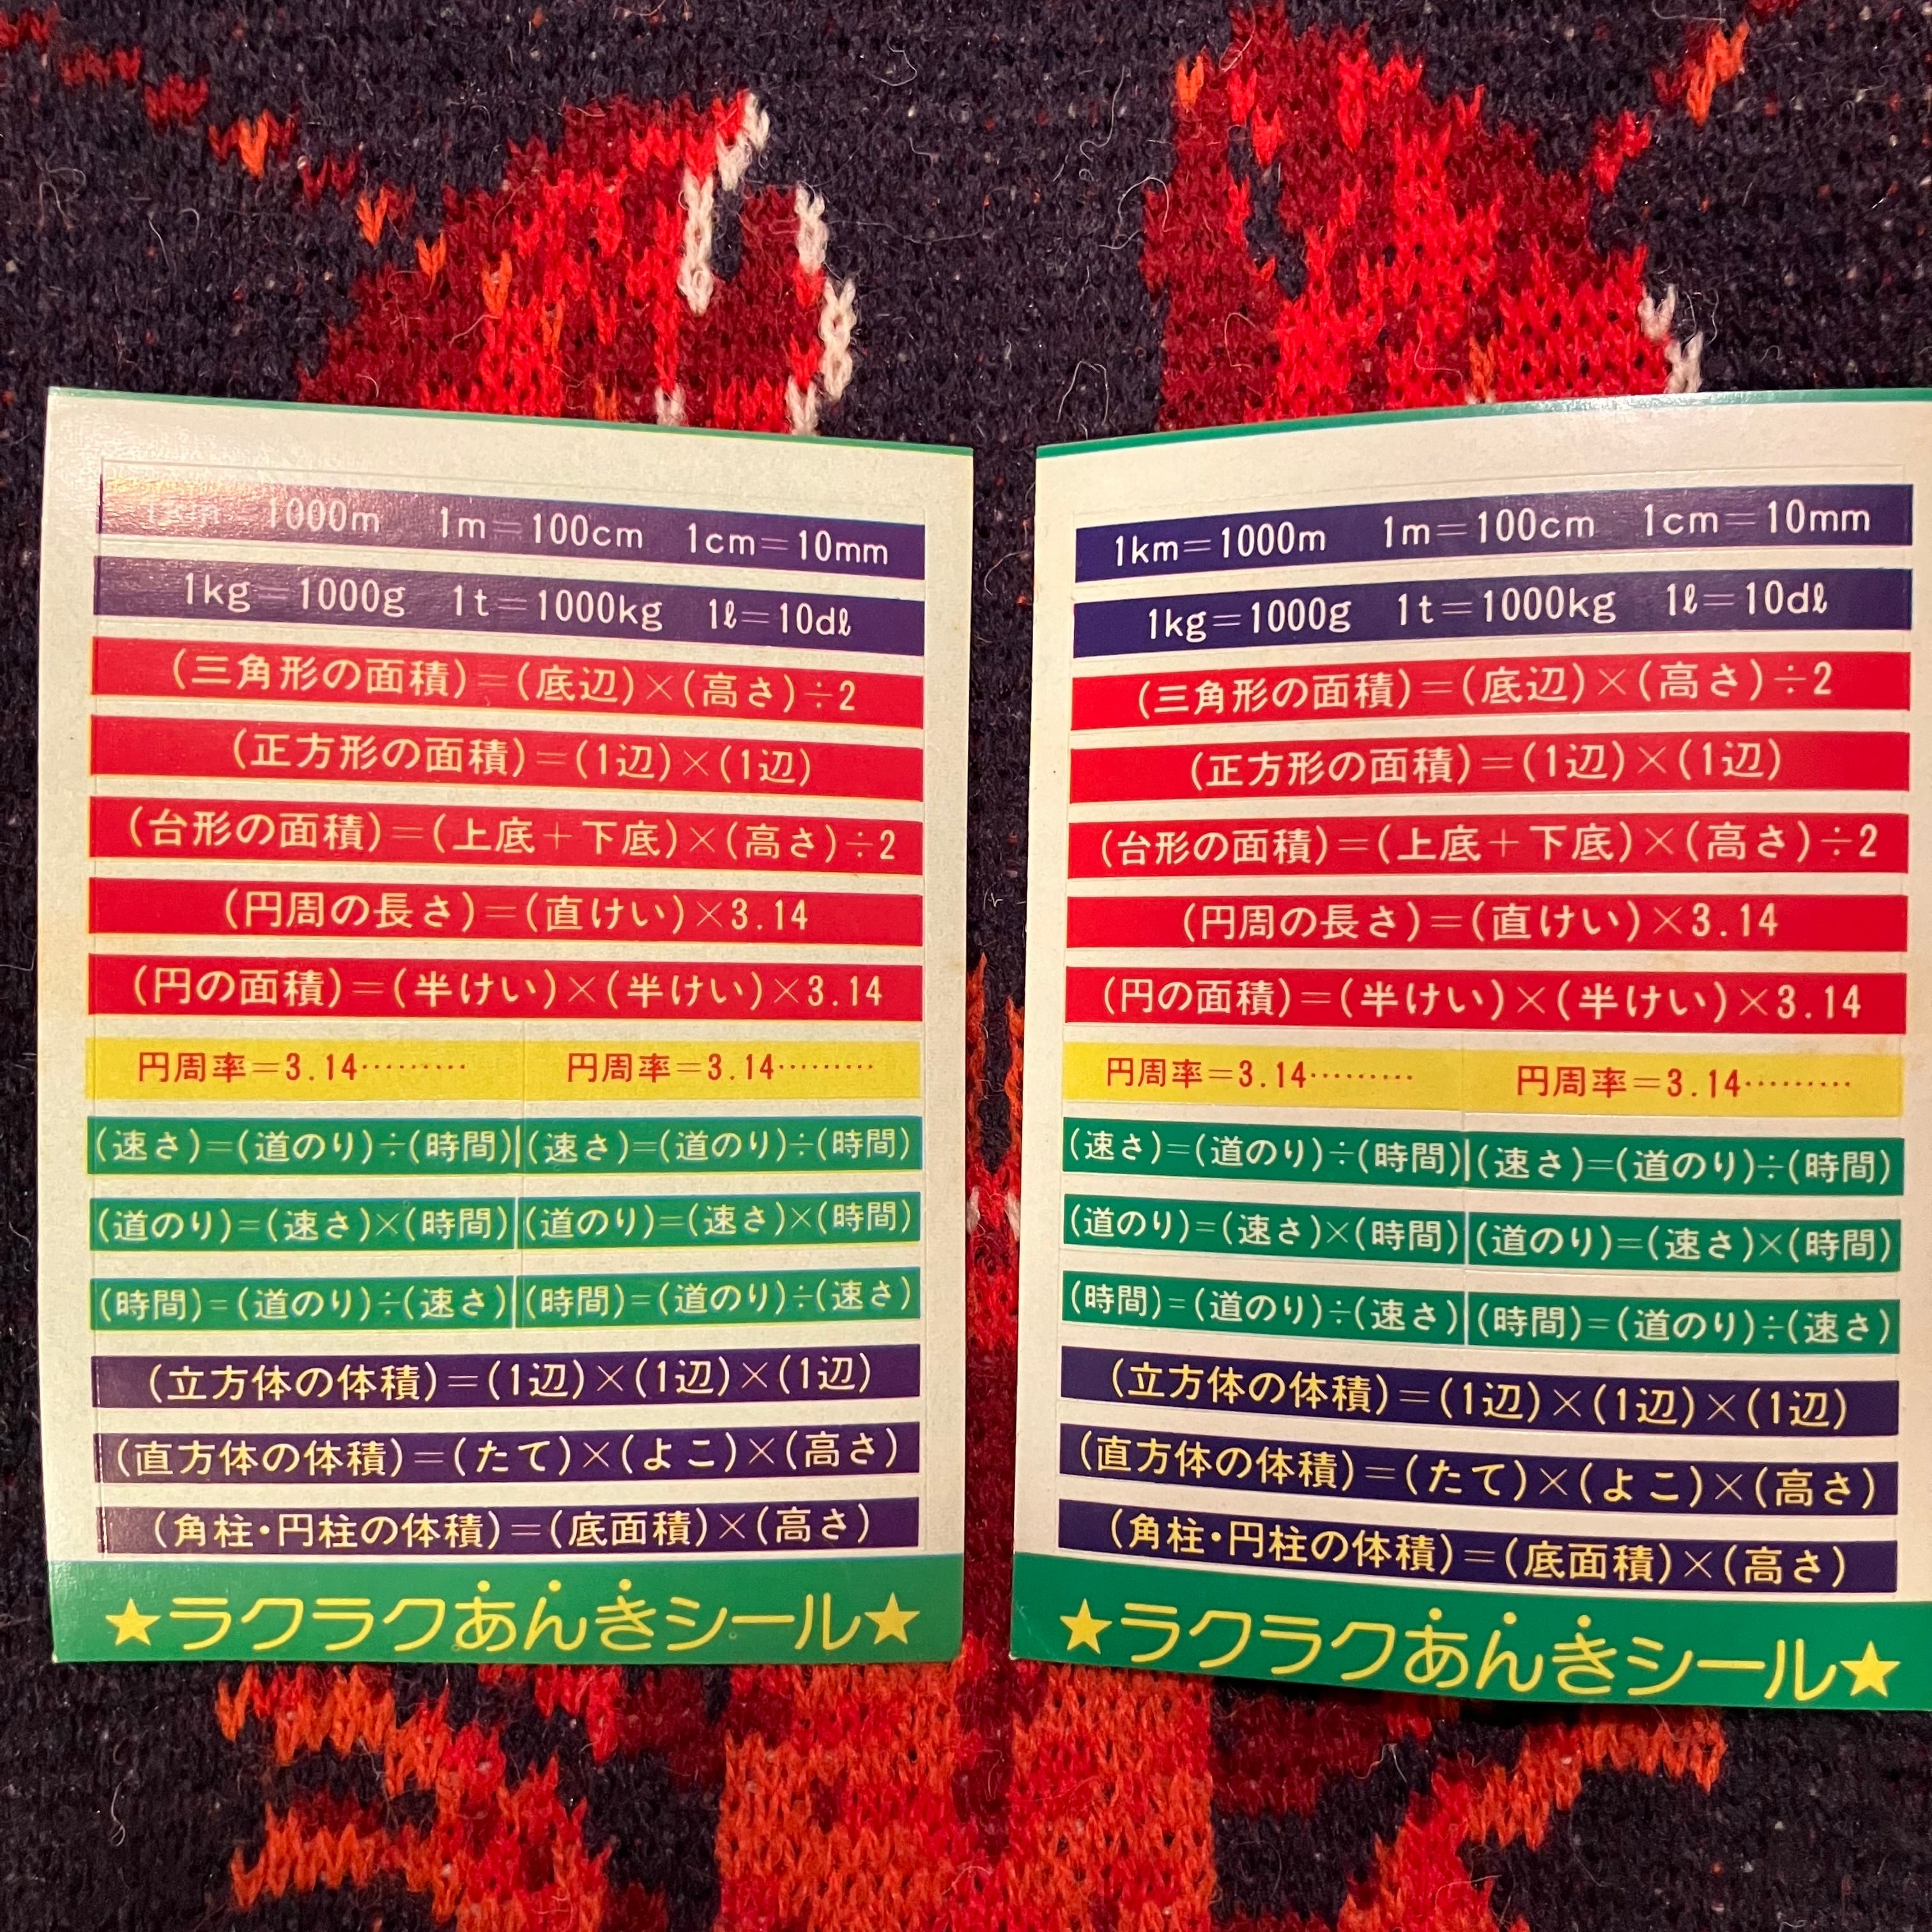 1km 1000m 1m=100cm 1cm=10mm
1kg=1000g 1t=1000kg 1ℓ=10dℓ
(三角形の面積)=(底辺)×(高さ)÷2
(正方形の面積)=(1辺)×(1辺)
(台形の面積)=(上底+下底)×(高さ)÷2
(円周の長さ)=(直けい)×3.14
(円の面積)=(半けい)×(半けい)×3.14
円周率=3.14……… 円周率=3.14………
(速さ)=(道のり)÷(時間) (速さ)=(道のり)÷(時間)
(道のり)=(速さ)×(時間) (道のり)=(速さ)×(時間)
(時間)=(道のり)÷(速さ) (時間)=(道のり)÷(速さ)
(立方体の体積)=(1辺)×(1辺)×(1辺)
(直方体の体積)=(たて)×(よこ)×(高さ)
(角柱・円柱の体積)=(底面積)×(高さ)
★ラクラクあんきシール★
1km=1000m 1m=100cm 1cm=10mm
1kg=1000g 1t=1000kg 1ℓ=10dℓ
(三角形の面積)=(底辺)×(高さ)÷2
(正方形の面積)=(1辺)×(1辺)
(台形の面積)=(上底+下底)×(高さ)÷2
(円周の長さ)=(直けい)×3.14
(円の面積)=(半けい)×(半けい)×3.14
円周率=3.14……… 円周率=3.14………
(速さ)=(道のり)÷(時間) (速さ)=(道のり)÷(時間)
(道のり)=(速さ)×(時間) (道のり)=(速さ)×(時間)
(時間)=(道のり)÷(速さ) (時間)=(道のり)÷(速さ)
(立方体の体積)=(1辺)×(1辺)×(1辺)
(直方体の体積)=(たて)×(よこ)×(高さ)
(角柱・円柱の体積)=(底面積)×(高さ)
★ラクラクあんきシール★